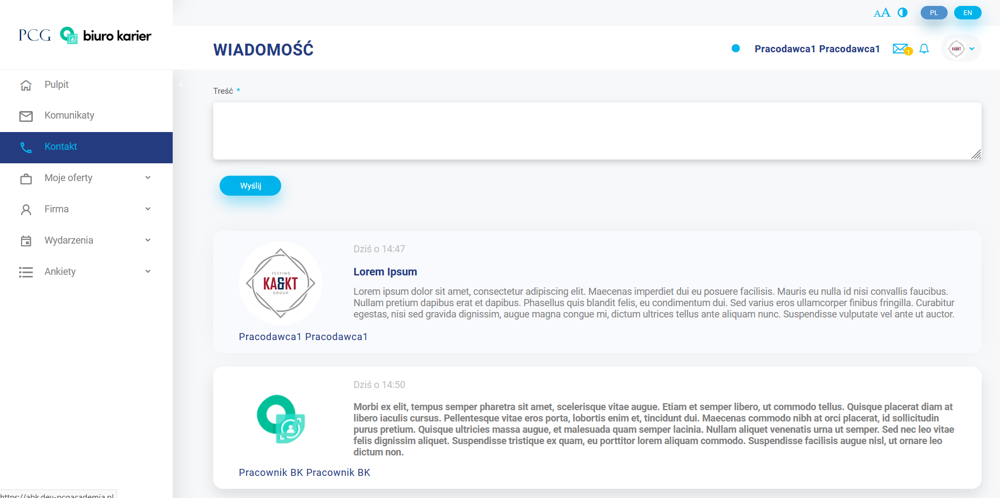 PCG biuro karier
Pulpit
Komunikaty
Kontakt
Moje oferty
Firma
Wydarzenia
Ankiety
AA PL EN
WIADOMOŚĆ
Pracodawca1 Pracodawca1
1
KA&KT
Treść *
Wyślij
TESTING
KA&KT
GROUP
Pracodawca1 Pracodawca1
Dziś o 14:47
Lorem Ipsum
Lorem ipsum dolor sit amet, consectetur adipiscing elit. Maecenas imperdiet dui eu posuere facilisis. Mauris eu nulla id nisi convallis faucibus.
Nullam pretium dapibus erat et dapibus. Phasellus quis blandit felis, eu condimentum dui. Sed varius eros ullamcorper finibus fringilla. Curabitur
egestas, nisi sed gravida dignissim, augue magna congue mi, dictum ultrices tellus ante aliquam nunc. Suspendisse vulputate vel ante ut auctor.
Pracownik BK Pracownik BK
Dziś o 14:50
Morbi ex elit, tempus semper pharetra sit amet, scelerisque vitae augue. Etiam et semper libero, ut commodo tellus. Quisque placerat diam at
libero iaculis cursus. Pellentesque vitae eros porta, lobortis enim et, tincidunt dui. Maecenas commodo nibh at orci placerat, id sollicitudin
purus pretium. Quisque ultricies massa augue, et malesuada quam semper lacinia. Nullam aliquet venenatis urna ut semper. Sed nec leo vitae
felis dignissim aliquet. Suspendisse tristique ex quam, eu porttitor lorem aliquam commodo. Suspendisse facilisis augue nisl, ut ornare leo
dictum non.
https://abk.dev-pcgacademia.pl